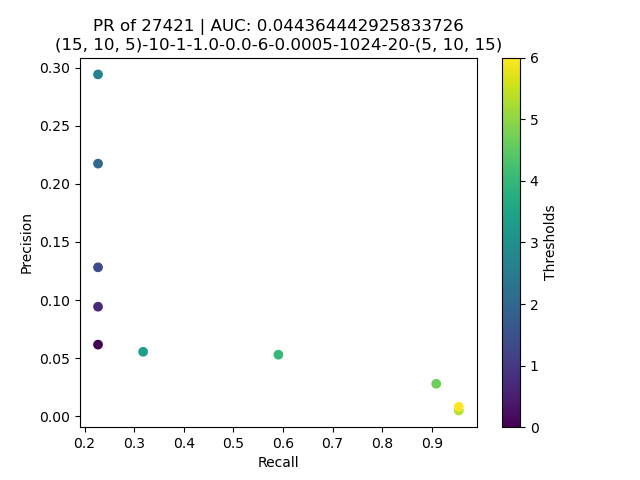 PR of 27421 | AUC: 0.044364442925833726
(15, 10, 5)-10-1-1.0-0.0-6-0.0005-1024-20-(5, 10, 15)
0.30
0.25
0.20
0.15
0.10
0.05
0.00
Precision
0.2 0.3 0.4 0.5 0.6 0.7 0.8 0.9
Recall
6
5
4
3
2
1
0
Thresholds